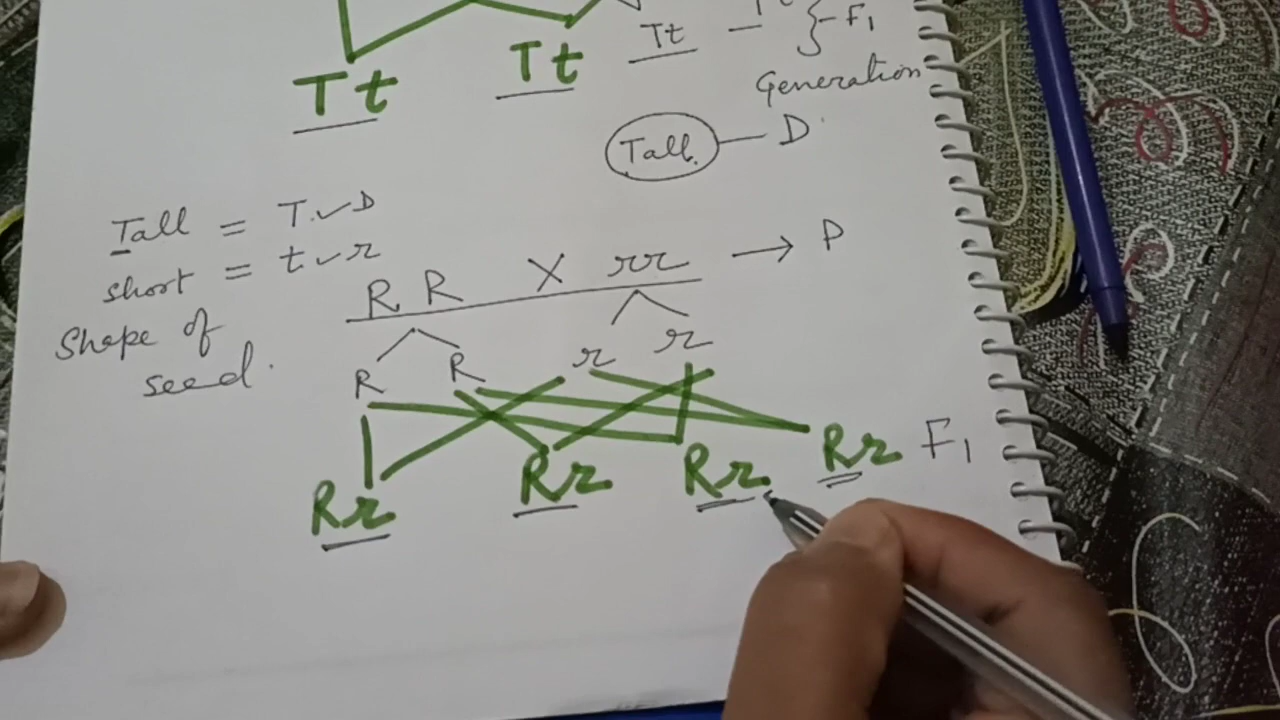 Tt Tt Tt — } F1
Generation
Tall — D
Tall = T ✓ D
short = t ✓ r
Shape of
seed.
R R X rr → P
R R r r
Rr Rr Rr Rr F1